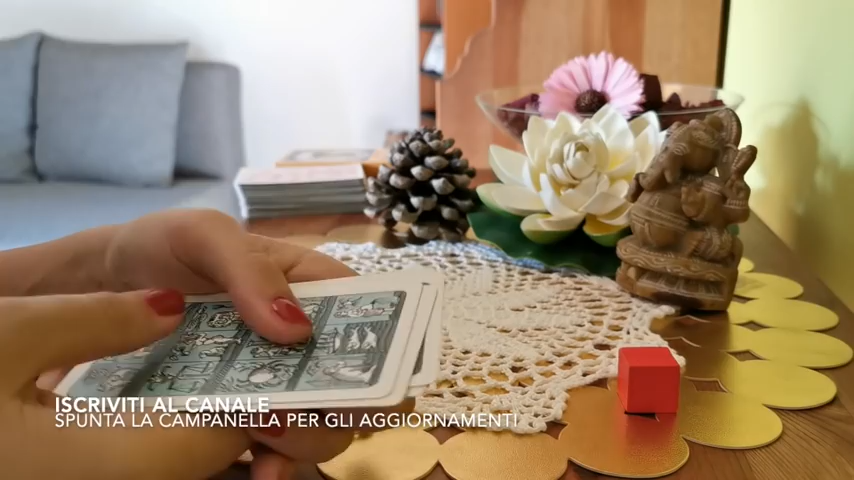 ISCRIVITI AL CANALE
SPUNTA LA CAMPANELLA PER GLI AGGIORNAMENTI